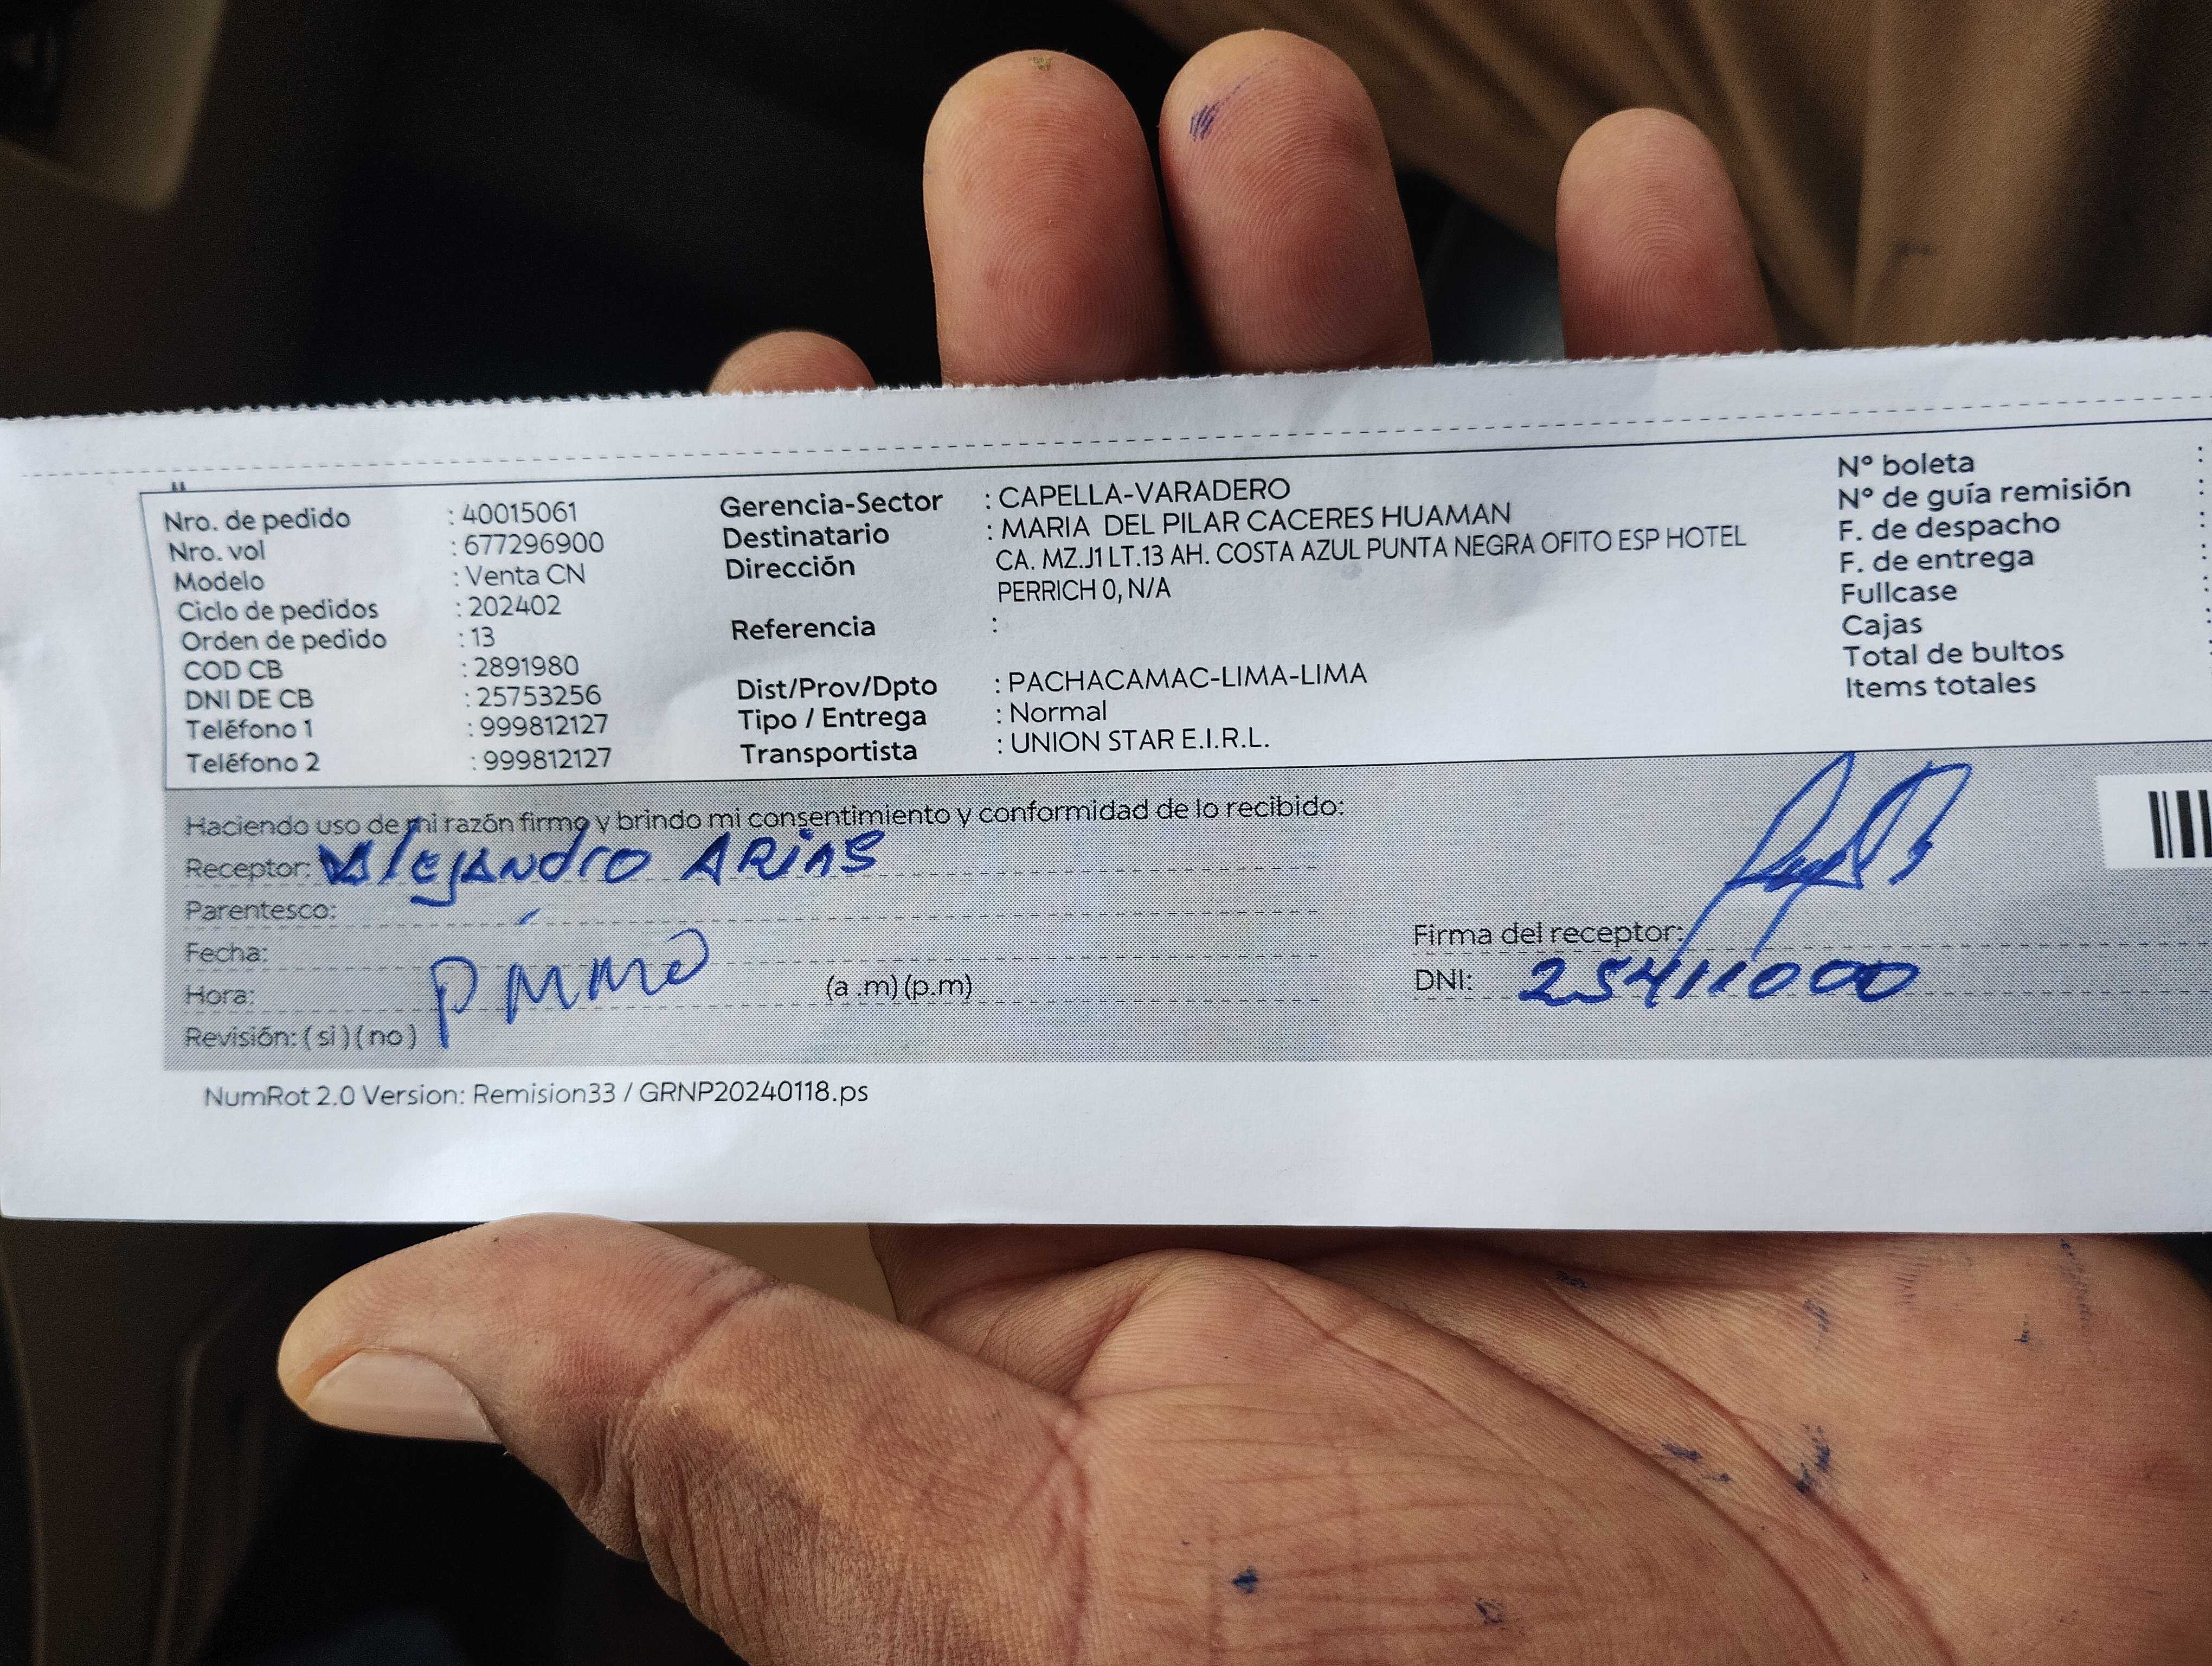 Nro. de pedido : 40015061
Nro. vol : 677296900
Modelo : Venta CN
Ciclo de pedidos : 202402
Orden de pedido : 13
COD CB : 2891980
DNI DE CB : 25753256
Teléfono 1 : 999812127
Teléfono 2 : 999812127
Gerencia-Sector : CAPELLA-VARADERO
Destinatario : MARIA DEL PILAR CACERES HUAMAN
Dirección CA. MZ.J1 LT.13 AH. COSTA AZUL PUNTA NEGRA OFITO ESP HOTEL
PERRICH 0, N/A
Referencia :
Dist/Prov/Dpto : PACHACAMAC-LIMA-LIMA
Tipo / Entrega : Normal
Transportista : UNION STAR E.I.R.L.
Nº boleta :
Nº de guía remisión :
F. de despacho :
F. de entrega :
Fullcase :
Cajas :
Total de bultos :
Items totales :
Haciendo uso de mi razón firmo y brindo mi consentimiento y conformidad de lo recibido:
Receptor: Alejandro ARiAS
Parentesco:
Fecha:
Hora: (a .m) (p.m)
Revisión: ( si ) ( no )
Firma del receptor:
DNI: 25411000
NumRot 2.0 Version: Remision33 / GRNP20240118.ps